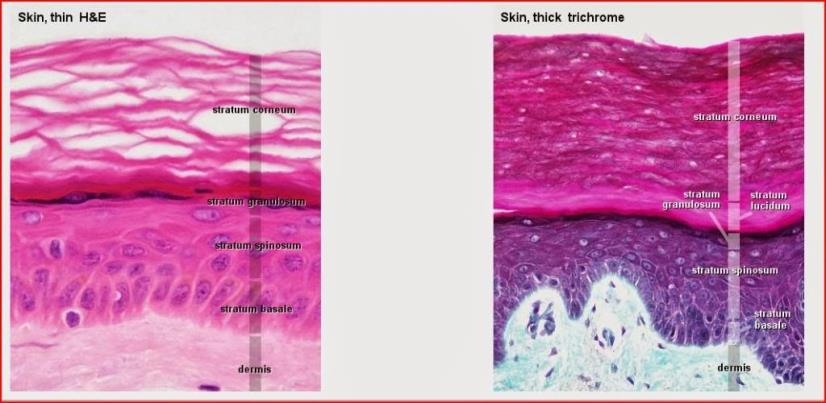 Skin, thin H&E
stratum corneum
stratum granulosum
stratum spinosum
stratum basale
dermis
Skin, thick trichrome
stratum corneum
stratum
granulosum
stratum
lucidum
stratum spinosum
stratum
basale
dermis